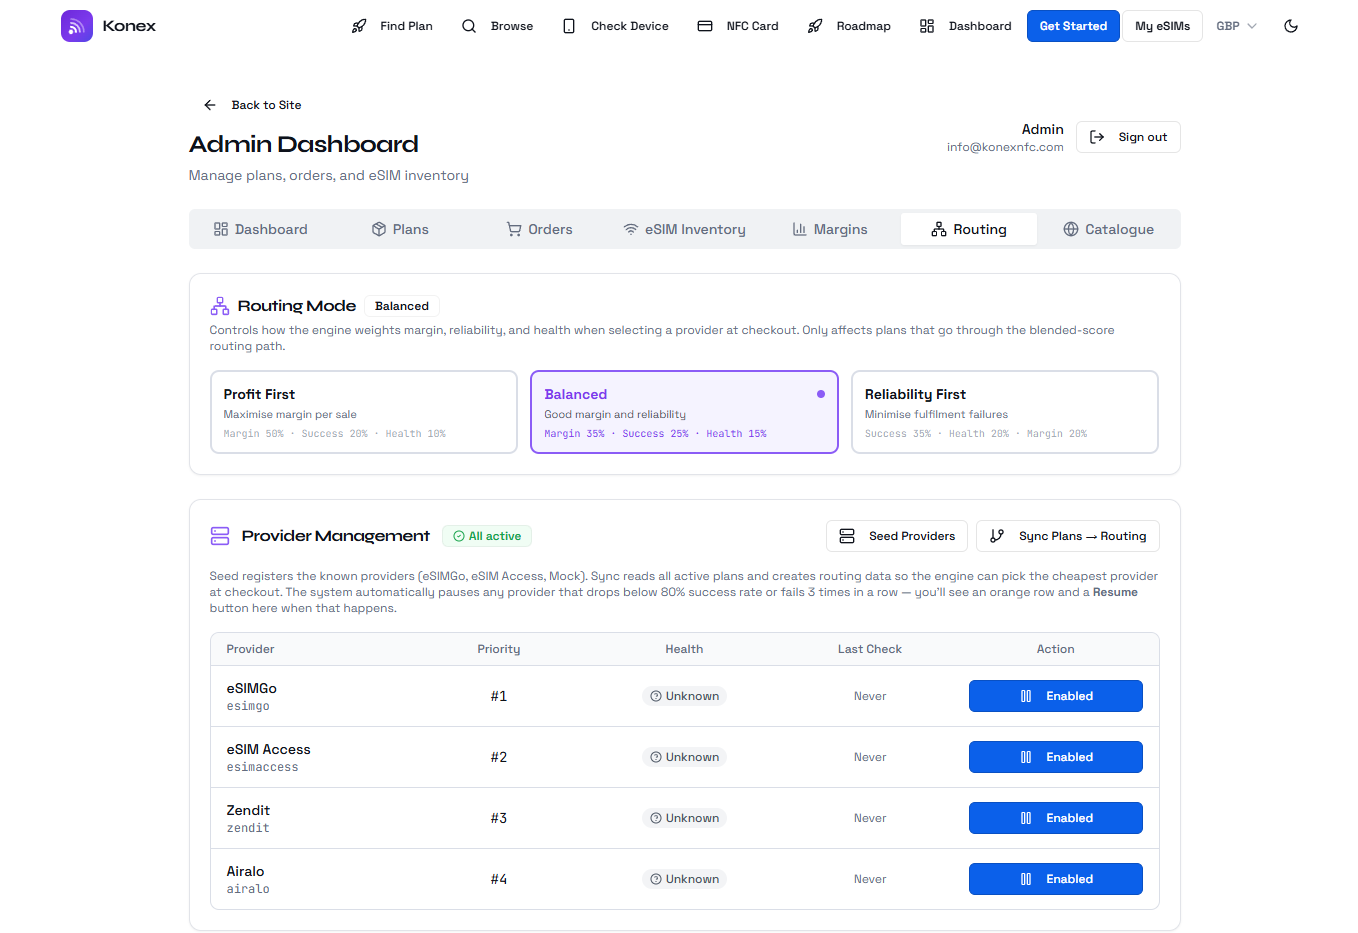 Konex
Find Plan
Browse
Check Device
NFC Card
Roadmap
Dashboard
Get Started
My eSIMs
GBP
Back to Site
Admin Dashboard
Manage plans, orders, and eSIM inventory
Admin
info@konexnfc.com
Sign out
Dashboard
Plans
Orders
eSIM Inventory
Margins
Routing
Catalogue
Routing Mode
Balanced
Controls how the engine weights margin, reliability, and health when selecting a provider at checkout. Only affects plans that go through the blended-score
routing path.
Profit First
Maximise margin per sale
Margin 50% · Success 20% · Health 10%
Balanced
Good margin and reliability
Margin 35% · Success 25% · Health 15%
Reliability First
Minimise fulfilment failures
Success 35% · Health 20% · Margin 20%
Provider Management
All active
Seed Providers
Sync Plans → Routing
Seed registers the known providers (eSIMGo, eSIM Access, Mock). Sync reads all active plans and creates routing data so the engine can pick the cheapest provider
at checkout. The system automatically pauses any provider that drops below 80% success rate or fails 3 times in a row — you'll see an orange row and a Resume
button here when that happens.
Provider Priority Health Last Check Action
eSIMGo
esimgo
#1 Unknown Never Enabled
eSIM Access
esimaccess
#2 Unknown Never Enabled
Zendit
zendit
#3 Unknown Never Enabled
Airalo
airalo
#4 Unknown Never Enabled